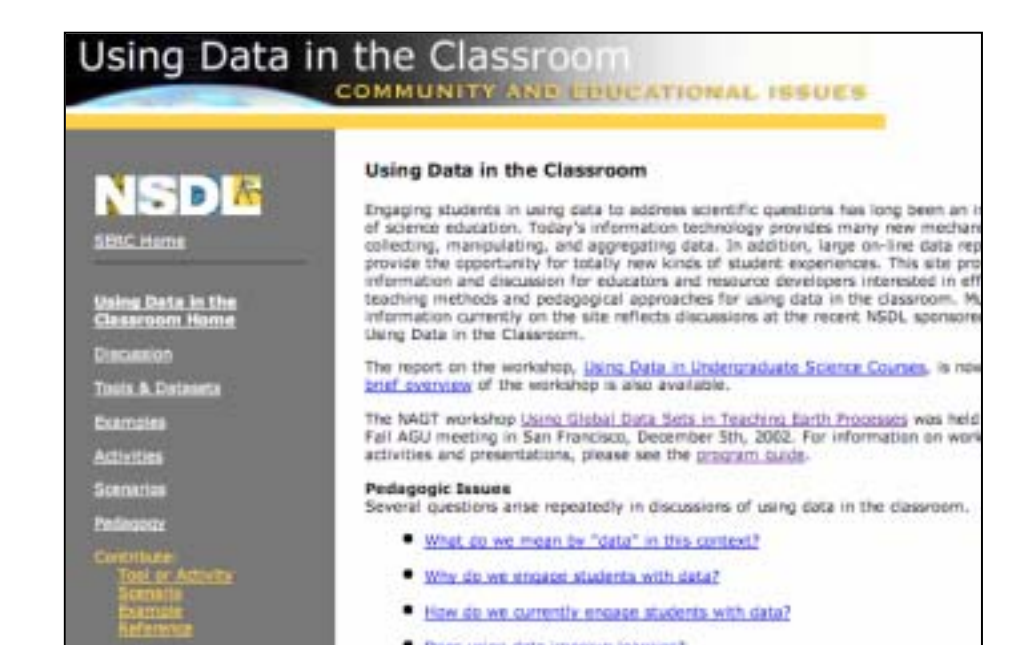 Using Data in the Classroom
COMMUNITY AND EDUCATIONAL ISSUES
NSDL
SERC Home
Using Data in the
Classroom Home
Discussion
Tools & Datasets
Examples
Activities
Scenarios
Pedagogy
Contribute:
Tool or Activity
Scenario
Example
Reference
Using Data in the Classroom
Engaging students in using data to address scientific questions has long been an
of science education. Today's information technology provides many new
collecting, manipulating, and aggregating data. In addition, large on-line data
provide the opportunity for totally new kinds of student experiences. This site
information and discussion for educators and resource developers interested in
teaching methods and pedagogical approaches for using data in the classroom.
information currently on the site reflects discussions at the recent NSDL
Using Data in the Classroom.
The report on the workshop, Using Data in Undergraduate Science Courses, is now
brief overview of the workshop is also available.
The NAGT workshop Using Global Data Sets in Teaching Earth Processes was held
Fall AGU meeting in San Francisco, December 5th, 2002. For information on
activities and presentations, please see the program guide.
Pedagogic Issues
Several questions arise repeatedly in discussions of using data in the classroom.
What do we mean by "data" in this context?
Why do we engage students with data?
How do we currently engage students with data?
Does using data improve learning?